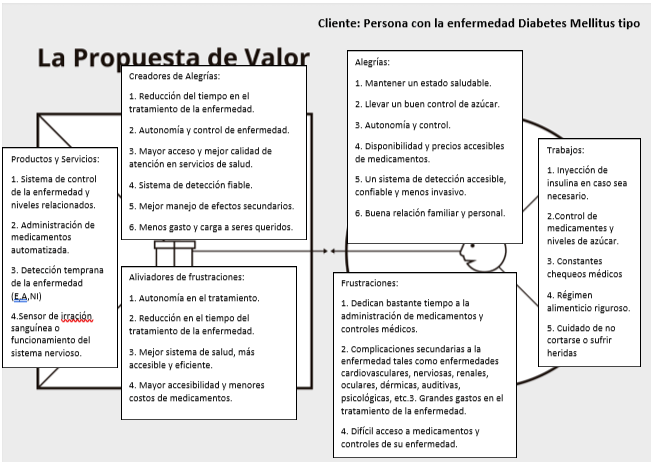 Cliente: Persona con la enfermedad Diabetes Mellitus tipo
La Propuesta de Valor
Productos y Servicios:
1. Sistema de control
de la enfermedad y
niveles relacionados.
2. Administración de
medicamentos
automatizada.
3. Detección temprana
de la enfermedad
(E,A,NI)
4.Sensor de irración
sanguínea o
funcionamiento del
sistema nervioso.
Creadores de Alegrías:
1. Reducción del tiempo en el
tratamiento de la enfermedad.
2. Autonomía y control de enfermedad.
3. Mayor acceso y mejor calidad de
atención en servicios de salud.
4. Sistema de detección fiable.
5. Mejor manejo de efectos secundarios.
6. Menos gasto y carga a seres queridos.
Aliviadores de frustraciones:
1. Autonomía en el tratamiento.
2. Reducción en el tiempo del
tratamiento de la enfermedad.
3. Mejor sistema de salud, más
accesible y eficiente.
4. Mayor accesibilidad y menores
costos de medicamentos.
Alegrías:
1. Mantener un estado saludable.
2. Llevar un buen control de azúcar.
3. Autonomía y control.
4. Disponibilidad y precios accesibles
de medicamentos.
5. Un sistema de detección accesible,
confiable y menos invasivo.
6. Buena relación familiar y personal.
Frustraciones:
1. Dedican bastante tiempo a la
administración de medicamentos y
controles médicos.
2. Complicaciones secundarias a la
enfermedad tales como enfermedades
cardiovasculares, nerviosas, renales,
oculares, dérmicas, auditivas,
psicológicas, etc.3. Grandes gastos en el
tratamiento de la enfermedad.
4. Difícil acceso a medicamentos y
controles de su enfermedad.
Trabajos:
1. Inyección de
insulina en caso sea
necesario.
2.Control de
medicamentes y
niveles de azúcar.
3. Constantes
chequeos médicos
4. Régimen
alimenticio riguroso.
5. Cuidado de no
cortarse o sufrir
heridas